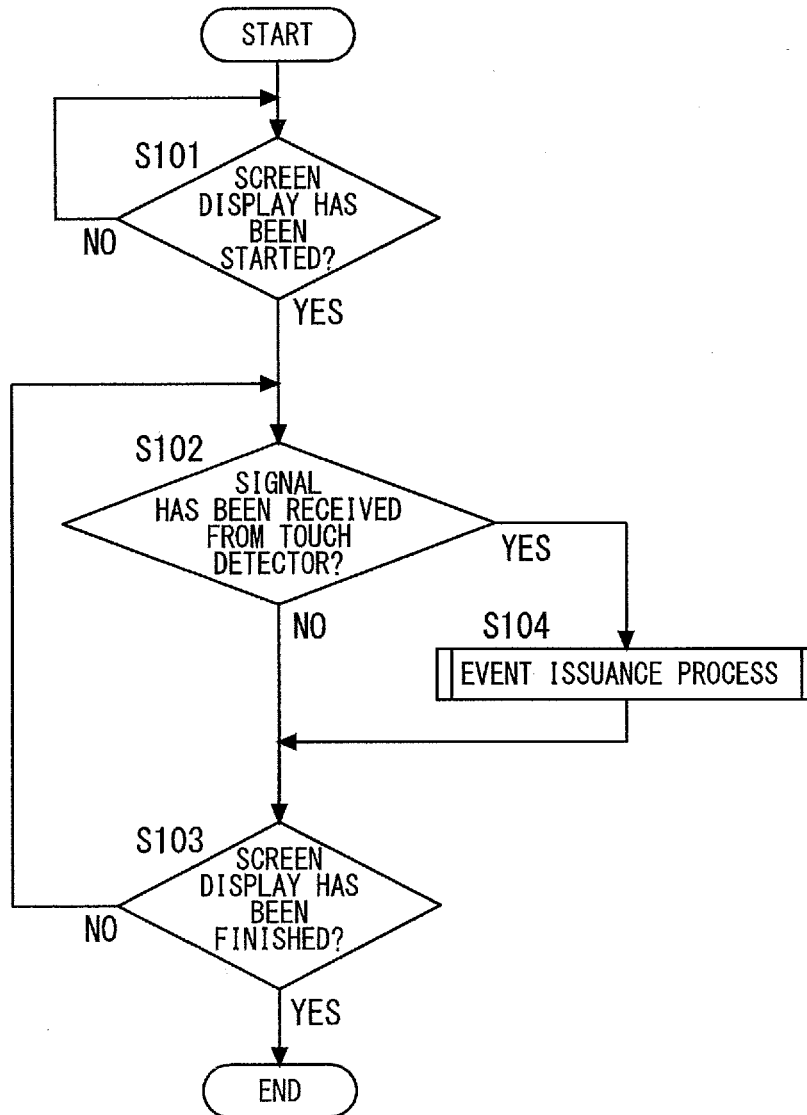 START
S101
SCREEN
DISPLAY HAS
BEEN
STARTED?
NO
YES
S102
SIGNAL
HAS BEEN RECEIVED
FROM TOUCH
DETECTOR?
YES
NO
S104
EVENT ISSUANCE PROCESS
S103
SCREEN
DISPLAY HAS
BEEN
FINISHED?
NO
YES
END